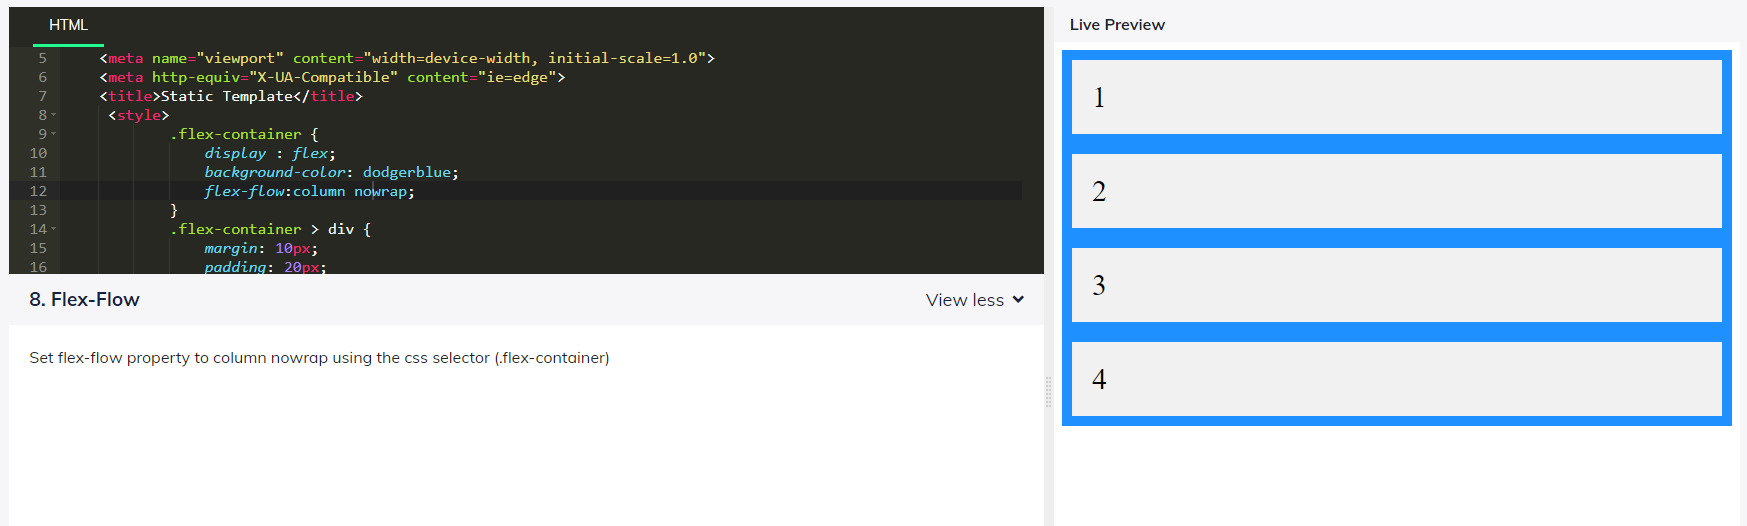 HTML
5 <meta name="viewport" content="width=device-width, initial-scale=1.0">
6 <meta http-equiv="X-UA-Compatible" content="ie=edge">
7 <title>Static Template</title>
8 <style>
9 .flex-container {
10 display : flex;
11 background-color: dodgerblue;
12 flex-flow:column nowrap;
13 }
14 .flex-container > div {
15 margin: 10px;
16 padding: 20px;
8. Flex-Flow
View less
Set flex-flow property to column nowrap using the css selector (.flex-container)
Live Preview
1
2
3
4